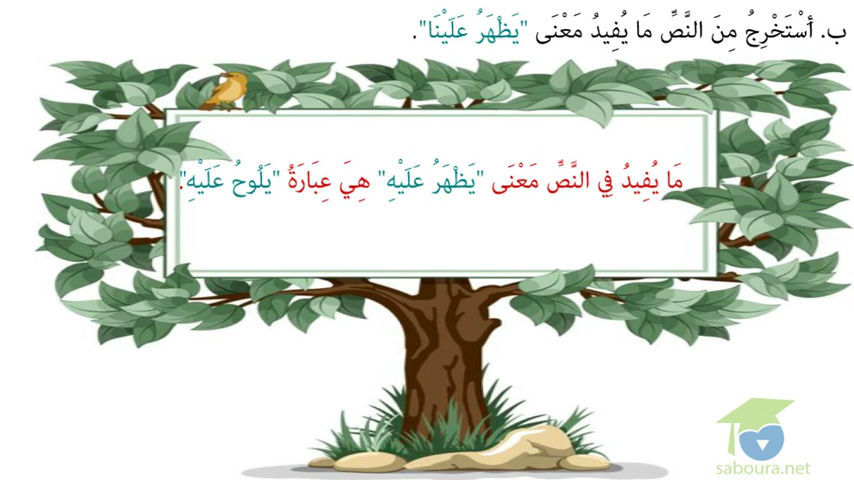 ب. أَسْتَخْرِجُ مِنَ النَّصِّ مَا يُفِيدُ مَعْنَى "يَظْهَرُ عَلَيْنَا".
مَا يُفِيدُ فِي النَّصِّ مَعْنَى "يَظْهَرُ عَلَيْهِ" هِيَ عِبَارَةُ "يَلُوحُ عَلَيْهِ".
saboura.net